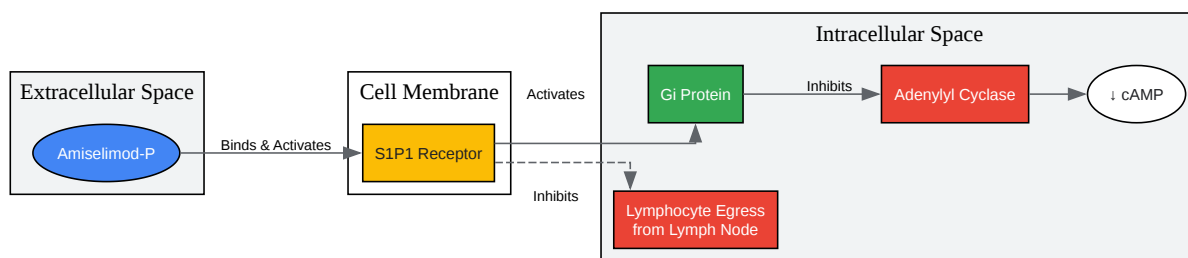 Extracellular Space
Amiselimod-P
Binds & Activates
Cell Membrane
S1P1 Receptor
Activates
Inhibits
Intracellular Space
Gi Protein
Inhibits
Adenylyl Cyclase
↓ cAMP
Lymphocyte Egress
from Lymph Node